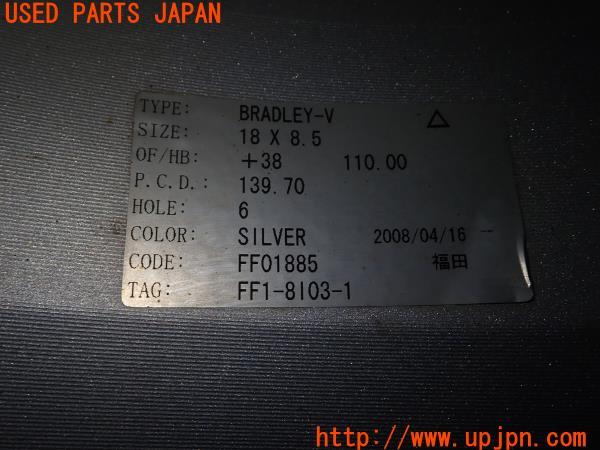 USED PARTS JAPAN
TYPE: BRADLEY-V △
SIZE: 18 X 8.5
OF/HB: +38 110.00
P.C.D.: 139.70
HOLE: 6
COLOR: SILVER 2008/04/16 -
CODE: FF01885 福田
TAG: FF1-8I03-1
http://www.upjpn.com/